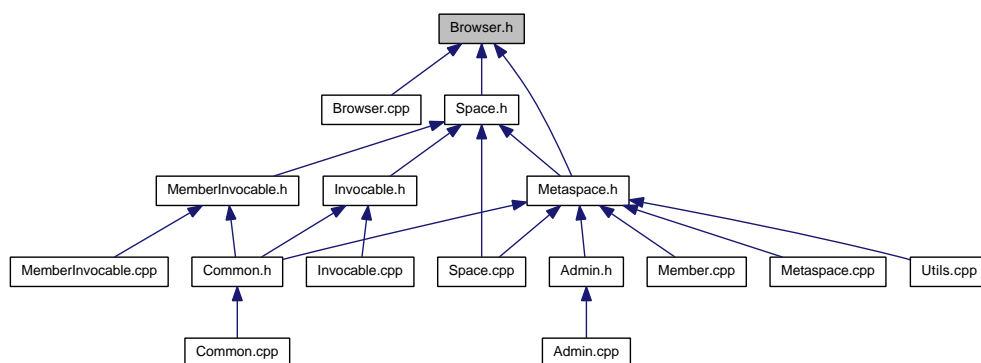 Browser.h
Browser.cpp
Space.h
MemberInvocable.h
Invocable.h
Metaspace.h
MemberInvocable.cpp
Common.h
Invocable.cpp
Space.cpp
Admin.h
Member.cpp
Metaspace.cpp
Utils.cpp
Common.cpp
Admin.cpp